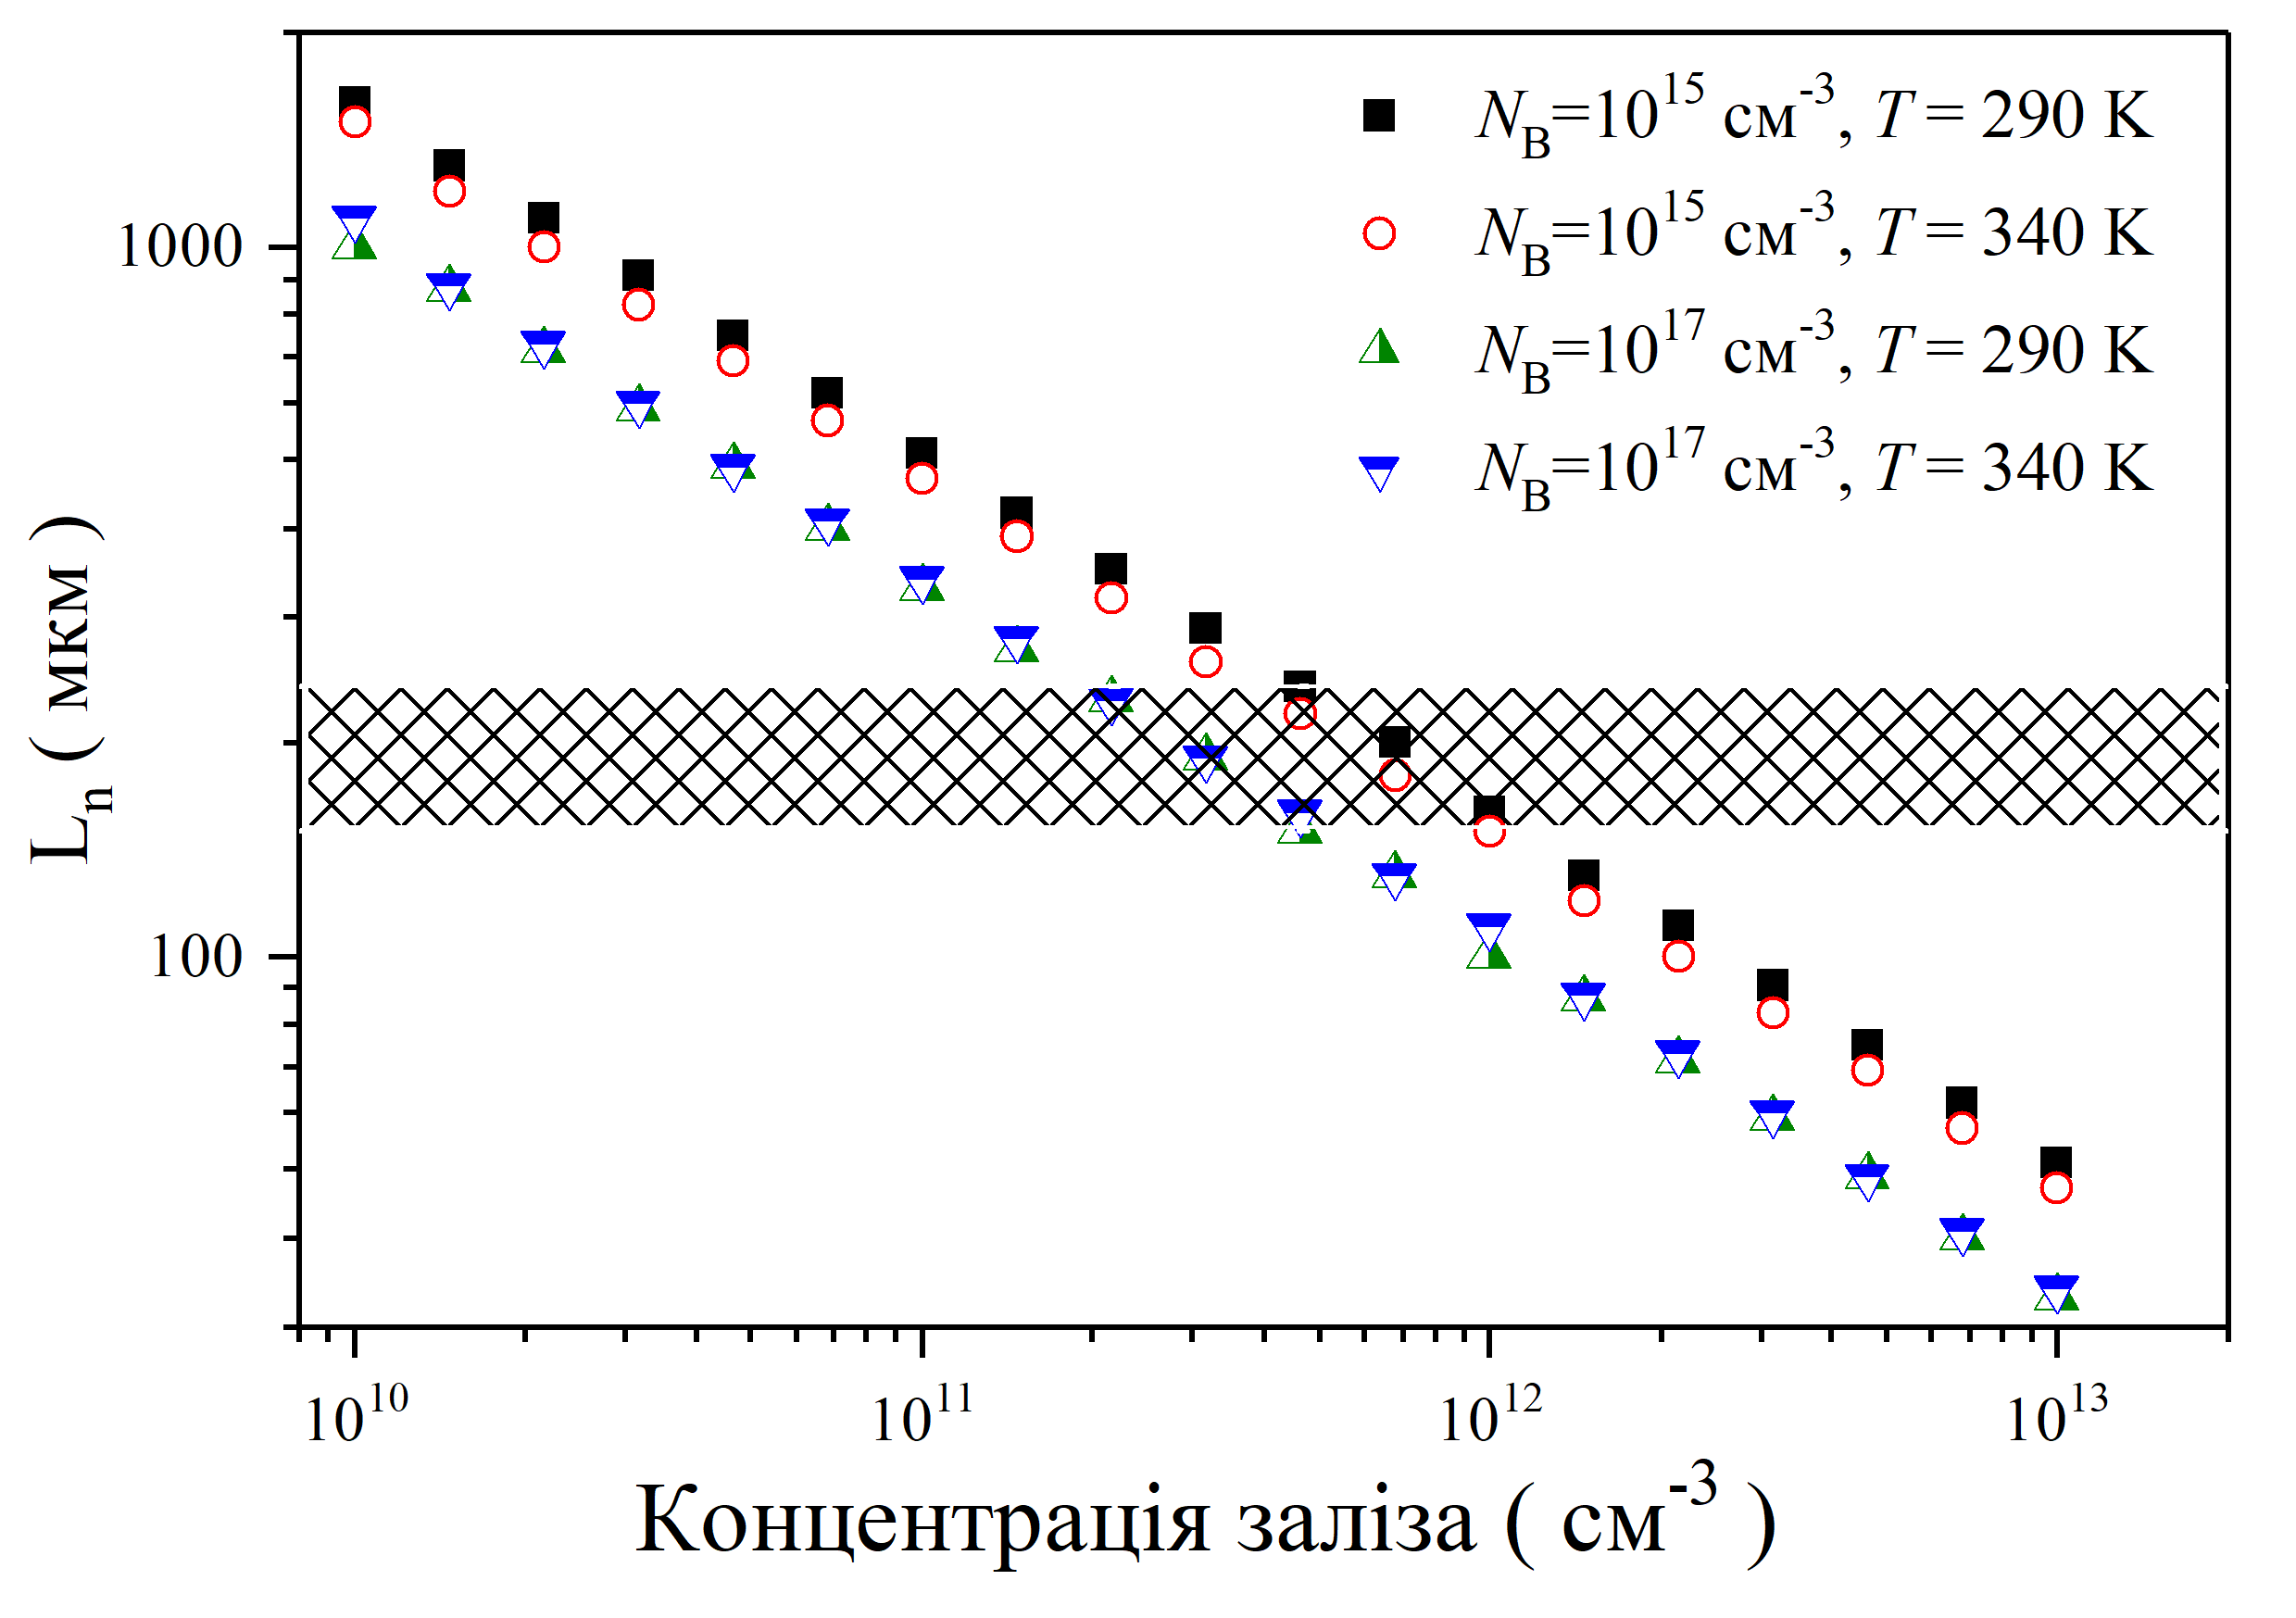 N_B=10^15 см^-3, T = 290 K
N_B=10^15 см^-3, T = 340 K
N_B=10^17 см^-3, T = 290 K
N_B=10^17 см^-3, T = 340 K
1000
100
L_n ( мкм )
10^10 10^11 10^12 10^13
Концентрація заліза ( см^-3 )